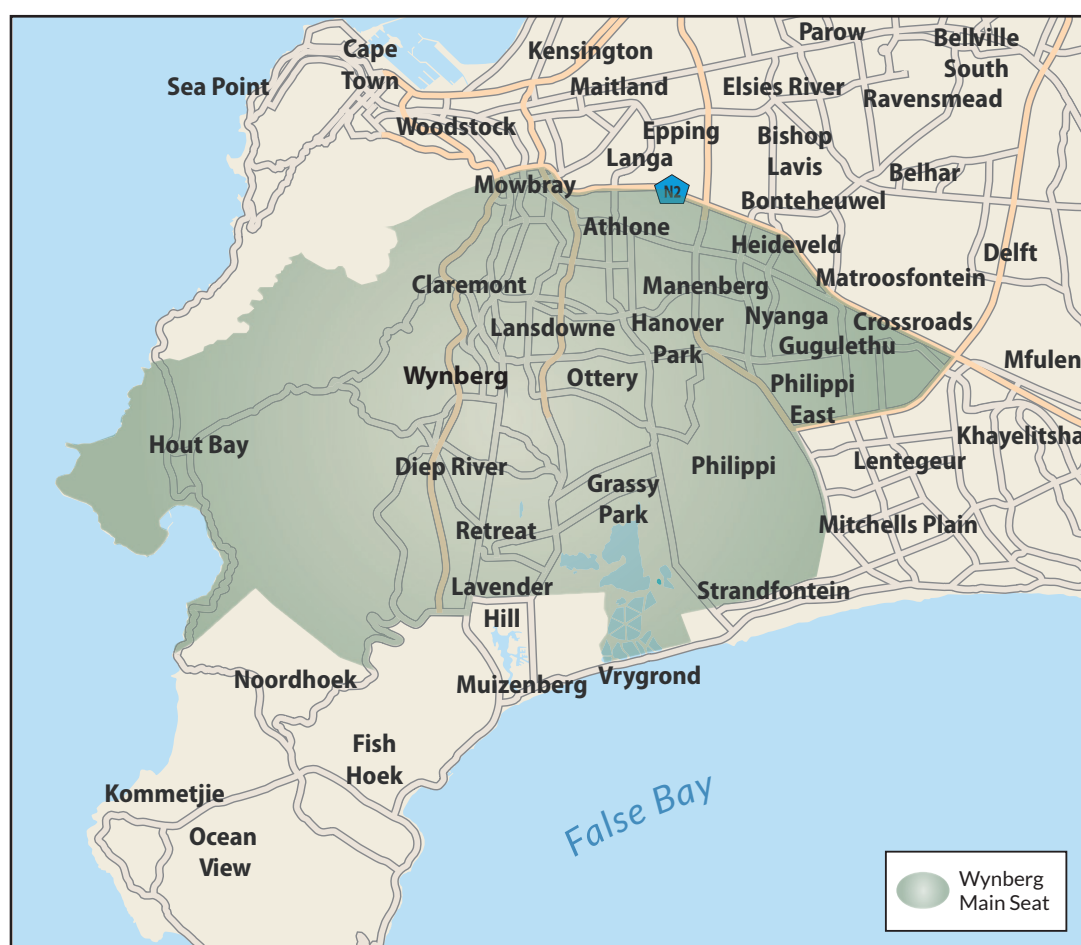 Parow
Bellville
South
Cape
Town
Kensington
Sea Point
Maitland
Elsies River
Ravensmead
Woodstock
Epping
Bishop
Lavis
Langa
Belhar
Mowbray
N2
Bonteheuwel
Athlone
Heideveld
Delft
Claremont
Manenberg
Matroosfontein
Lansdowne
Hanover
Park
Nyanga
Crossroads
Gugulethu
Mfulen
Wynberg
Ottery
Philippi
East
Hout Bay
Khayelitsha
Diep River
Philippi
Lentegeur
Grassy
Park
Retreat
Mitchells Plain
Lavender
Hill
Strandfontein
Noordhoek
Muizenberg
Vrygrond
Fish
Hoek
Kommetjie
False Bay
Ocean
View
Wynberg
Main Seat